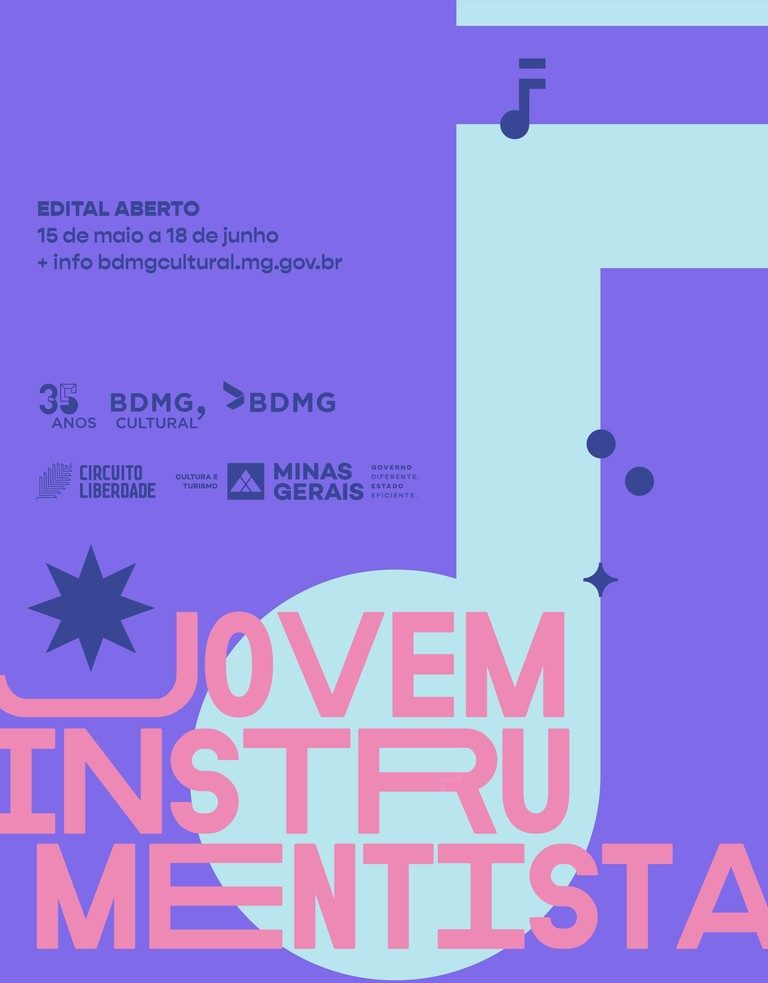 EDITAL ABERTO
15 de maio a 18 de junho
+ info bdmgcultural.mg.gov.br
35 ANOS
BDMG, CULTURAL
BDMG
CIRCUITO
LIBERDADE
CULTURA E
TURISMO
MINAS
GERAIS
GOVERNO
DIFERENTE.
ESTADO
EFICIENTE.
JOVEM
INSTRU
MENTISTA